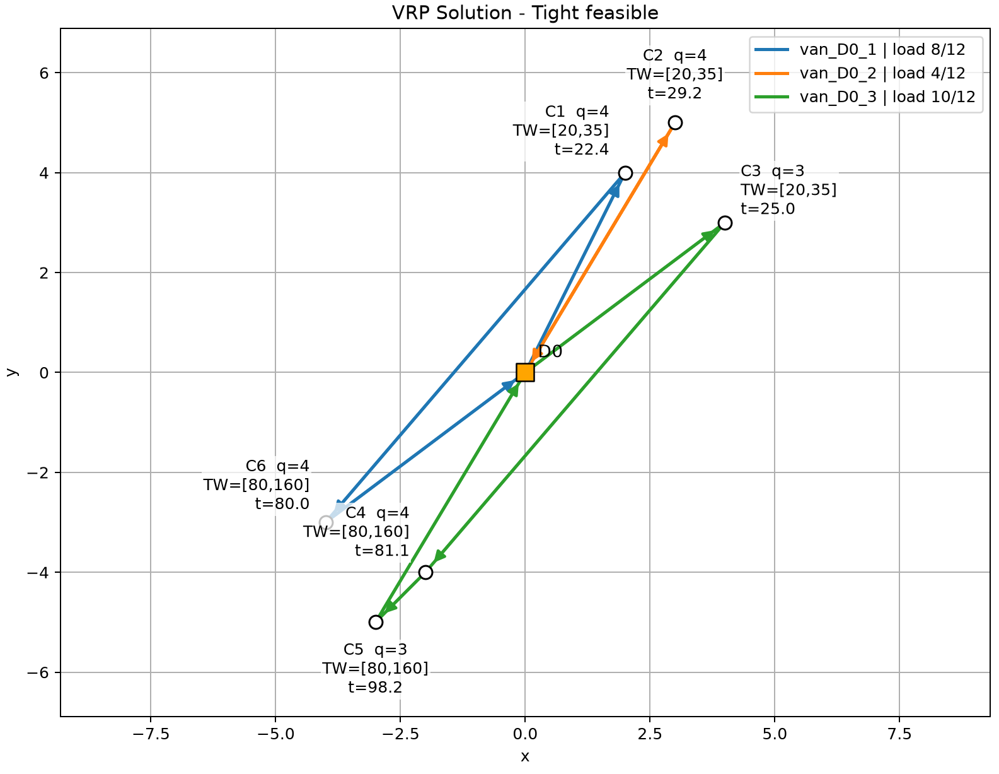 VRP Solution - Tight feasible
van_D0_1 | load 8/12
van_D0_2 | load 4/12
van_D0_3 | load 10/12
C2  q=4
TW=[20,35]
t=29.2
C1  q=4
TW=[20,35]
t=22.4
C3  q=3
TW=[20,35]
t=25.0
D0
C6  q=4
TW=[80,160]
t=80.0
C4  q=4
TW=[80,160]
t=81.1
C5  q=3
TW=[80,160]
t=98.2
6
4
2
0
−2
−4
−6
y
−7.5
−5.0
−2.5
0.0
2.5
5.0
7.5
x